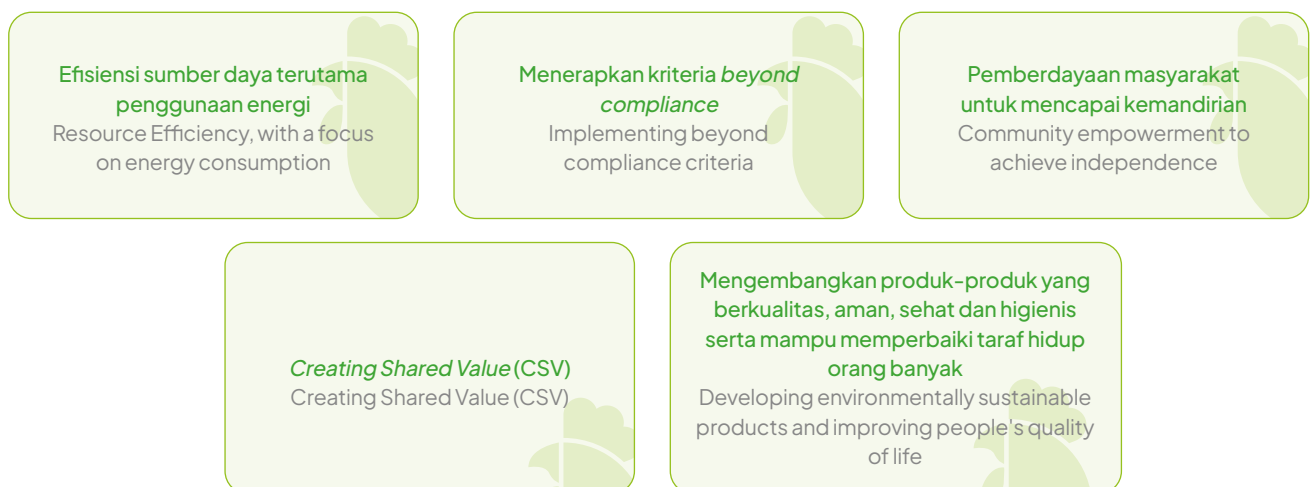 Efisiensi sumber daya terutama
penggunaan energi
Resource Efficiency, with a focus
on energy consumption
Menerapkan kriteria beyond
compliance
Implementing beyond
compliance criteria
Pemberdayaan masyarakat
untuk mencapai kemandirian
Community empowerment to
achieve independence
Creating Shared Value (CSV)
Creating Shared Value (CSV)
Mengembangkan produk-produk yang
berkualitas, aman, sehat dan higienis
serta mampu memperbaiki taraf hidup
orang banyak
Developing environmentally sustainable
products and improving people's quality
of life